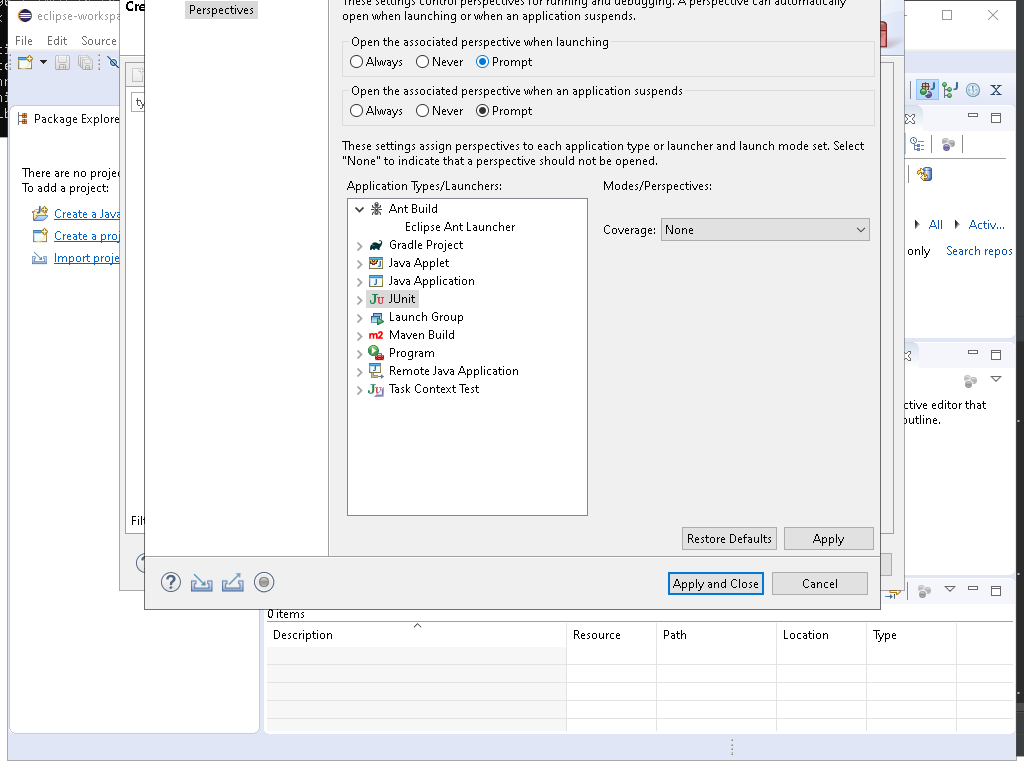 eclipse-workspa
Cre
Perspectives
These settings control perspectives for running and debugging. A perspective can automatically
open when launching or when an application suspends.
File Edit Source
Open the associated perspective when launching
Always Never Prompt
Open the associated perspective when an application suspends
Always Never Prompt
ty
Package Explore
These settings assign perspectives to each application type or launcher and launch mode set. Select
"None" to indicate that a perspective should not be opened.
There are no projec
To add a project:
Create a Java
Create a proj
Import proje
Application Types/Launchers:
Modes/Perspectives:
Ant Build
Eclipse Ant Launcher
Gradle Project
Java Applet
Java Application
JU JUnit
Launch Group
m2 Maven Build
Program
Remote Java Application
JU Task Context Test
Coverage: None
All Activ...
only Search repos
ctive editor that
outline.
Filt
Restore Defaults Apply
Apply and Close Cancel
0 items
Description Resource Path Location Type